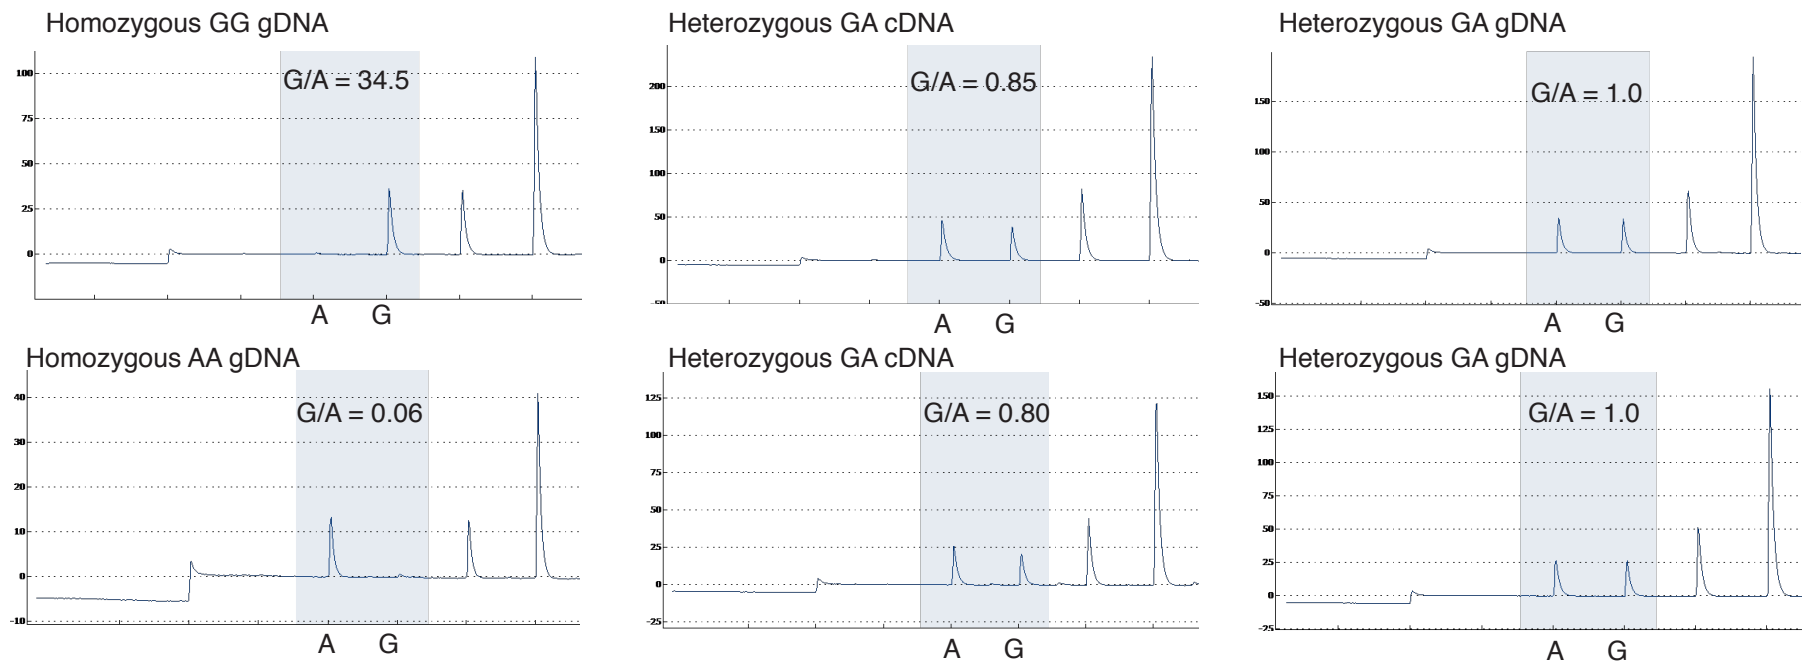 Homozygous GG gDNA
G/A = 34.5
100
75
50
25
0
A G
Heterozygous GA cDNA
G/A = 0.85
200
150
100
50
0
-50
A G
Heterozygous GA gDNA
G/A = 1.0
150
100
50
0
-50
A G
Homozygous AA gDNA
G/A = 0.06
40
30
20
10
0
-10
A G
Heterozygous GA cDNA
G/A = 0.80
125
100
75
50
25
0
-25
A G
Heterozygous GA gDNA
G/A = 1.0
150
125
100
75
50
25
0
-25
A G